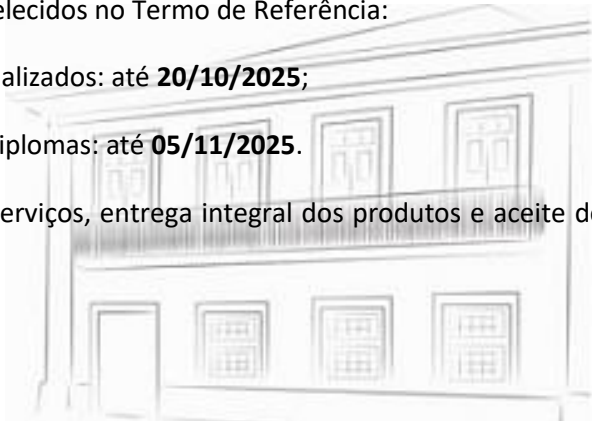 elecidos no Termo de Referência:
alizados: até 20/10/2025;
iplomas: até 05/11/2025.
erviços, entrega integral dos produtos e aceite de